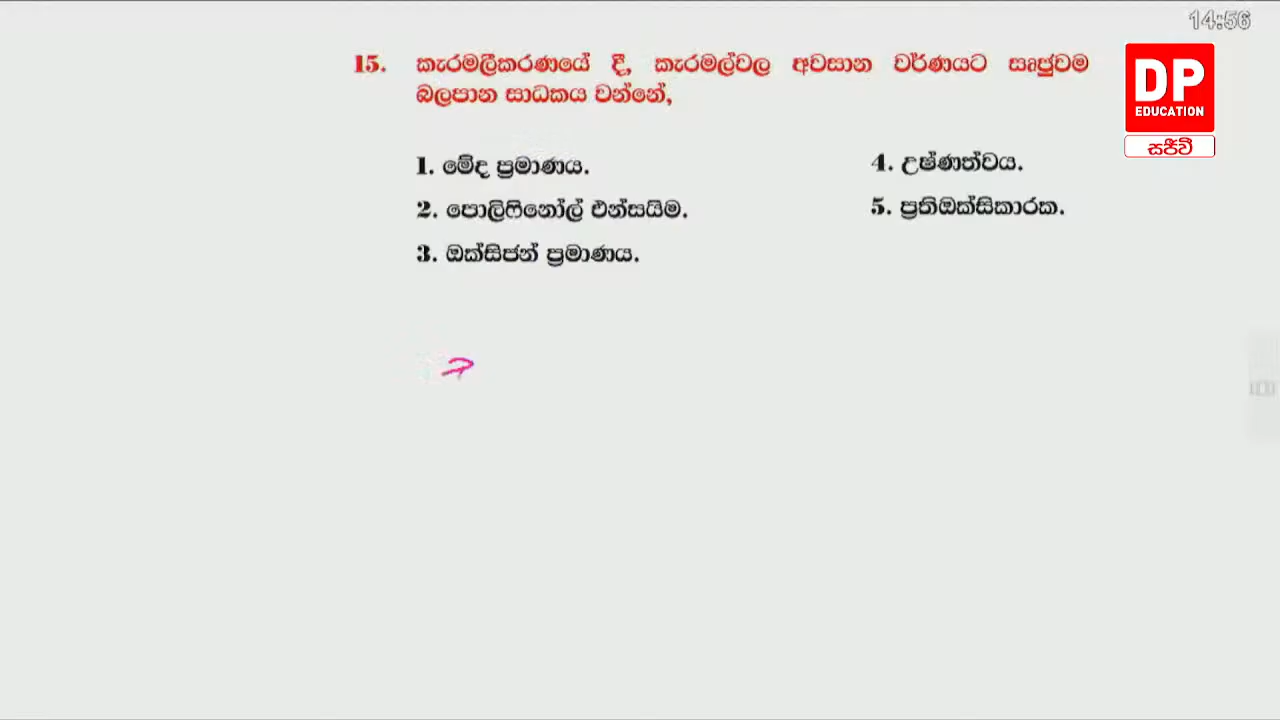 14:56
15. කැරමලීකරණයේ දී, කැරමල්වල අවසාන වර්ණයට සෘජුවම
බලපාන සාධකය වන්නේ,
1. මේද ප්‍රමාණය.
2. පොලිෆිනෝල් එන්සයිම.
3. ඔක්සිජන් ප්‍රමාණය.
4. උෂ්ණත්වය.
5. ප්‍රතිඔක්සිකාරක.
DP
EDUCATION
සජීවී